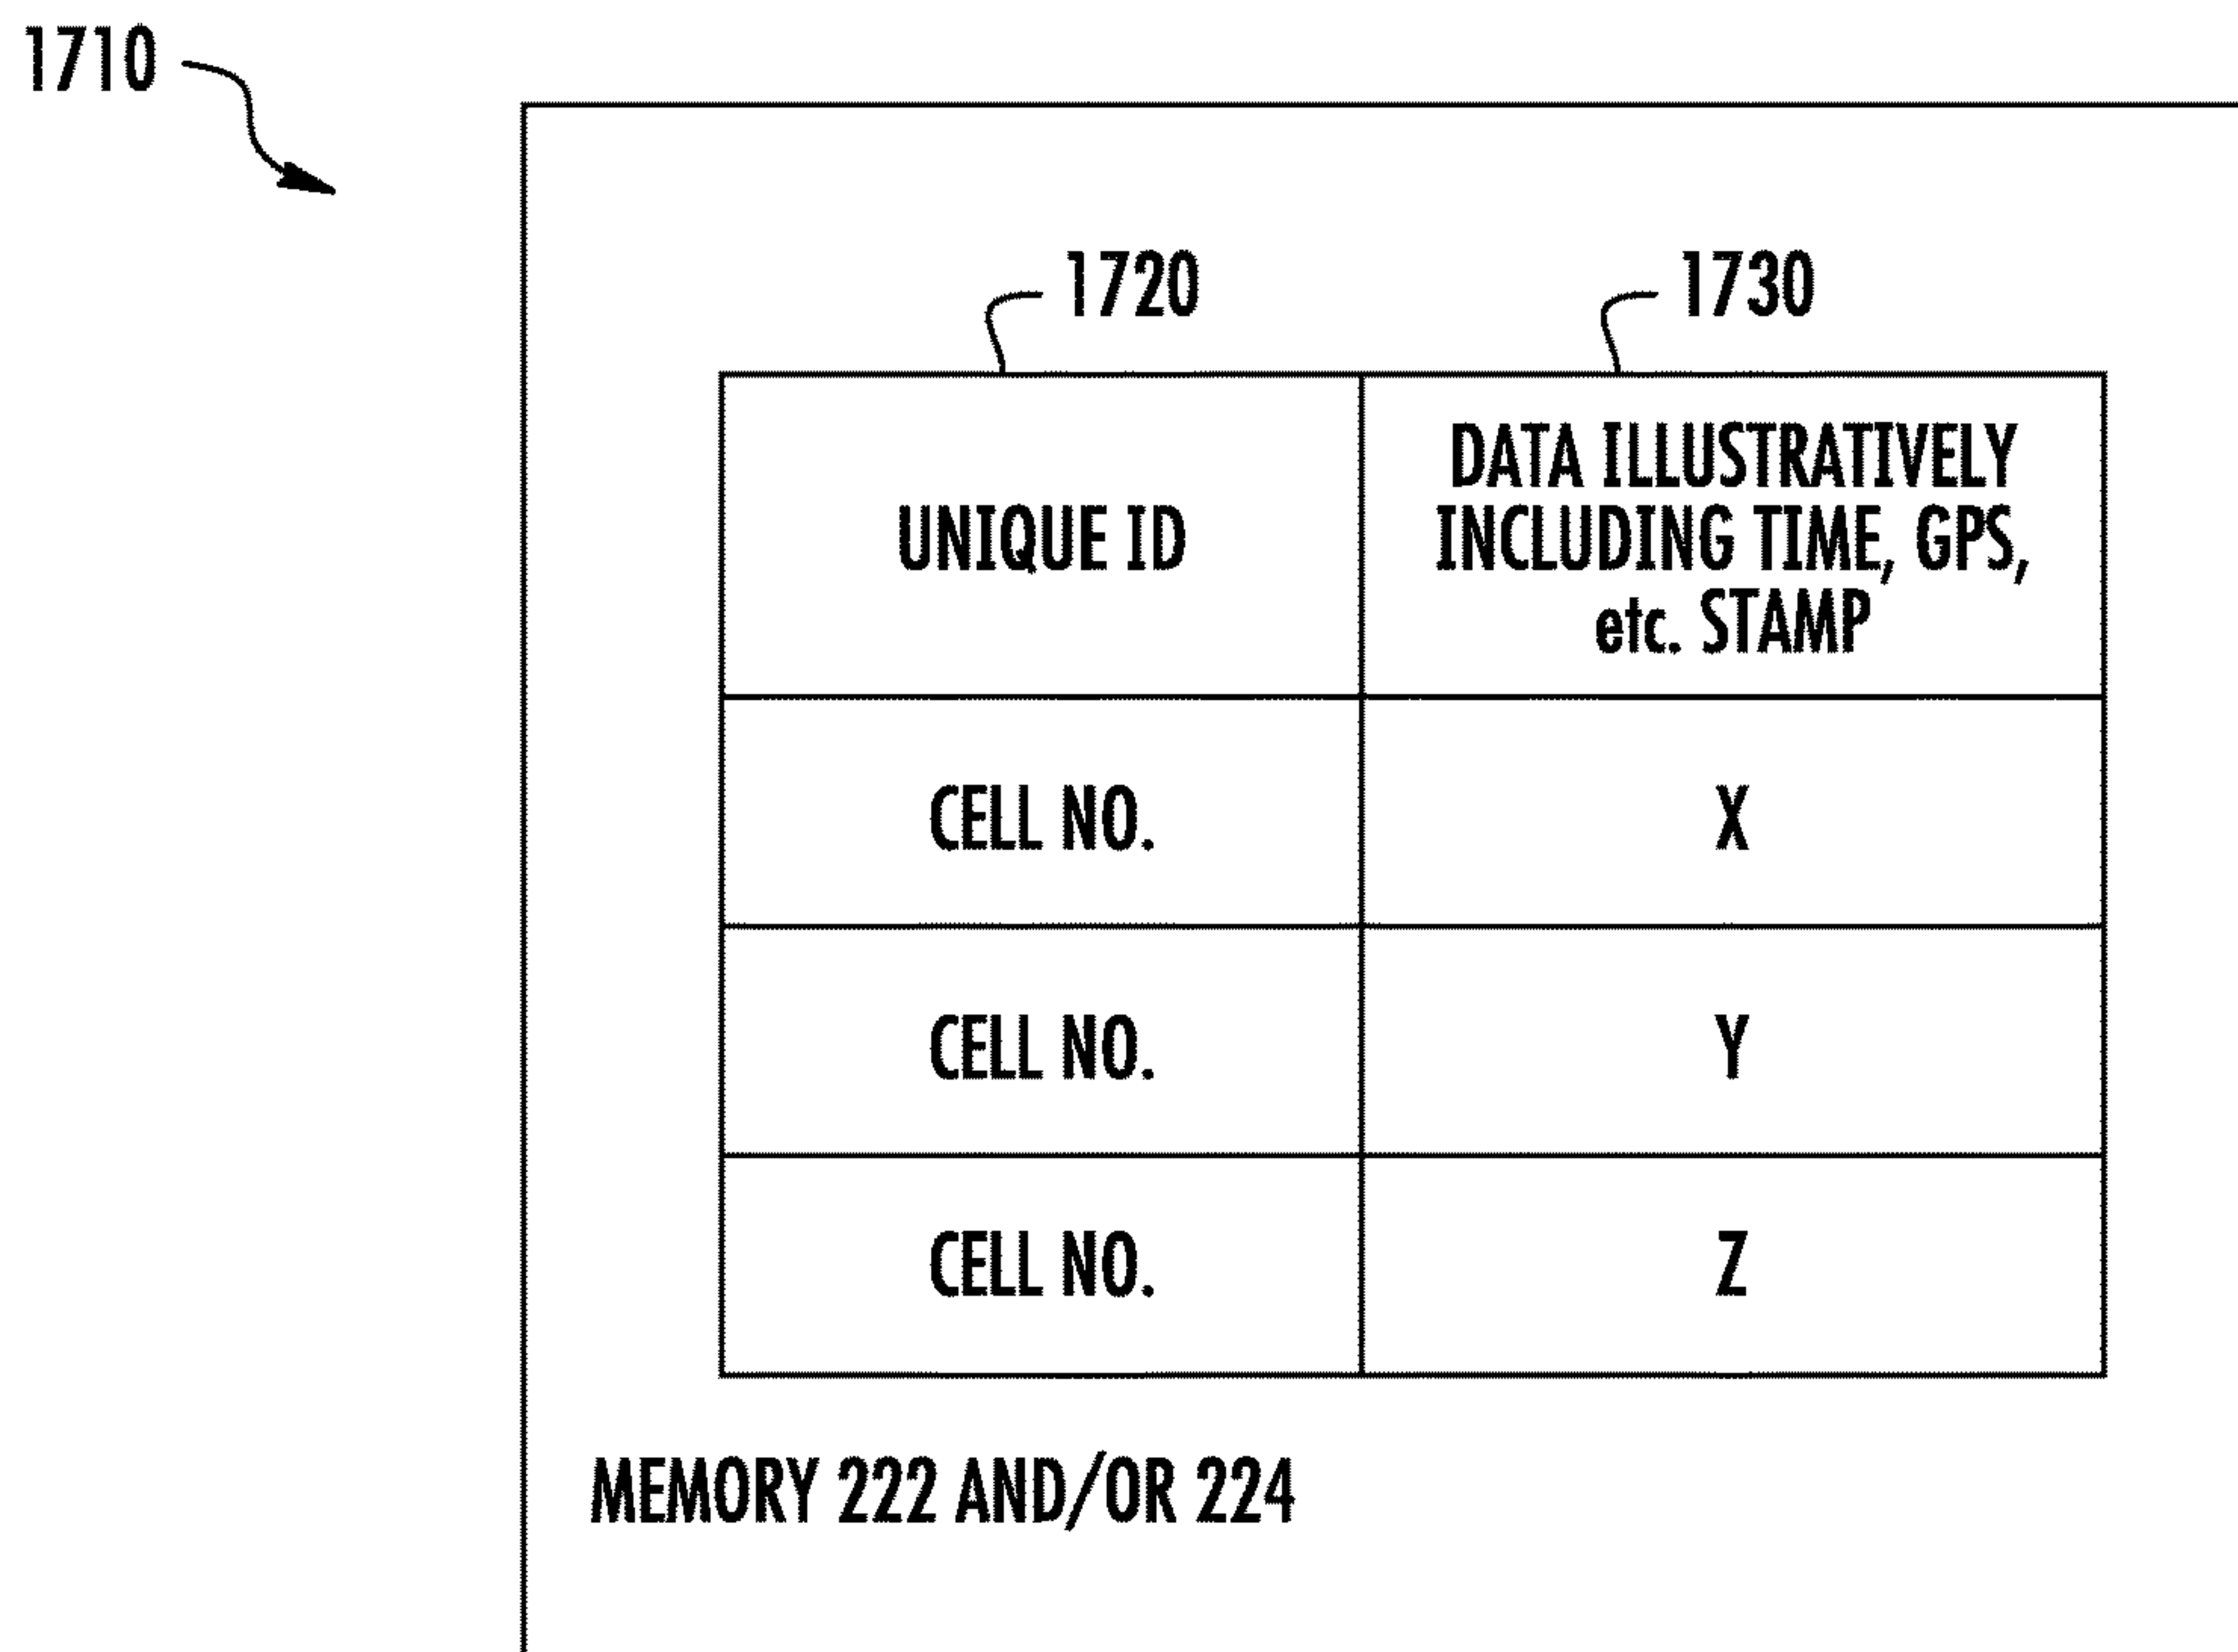 1710
1720
1730
UNIQUE ID
DATA ILLUSTRATIVELY
INCLUDING TIME, GPS,
etc. STAMP
CELL NO.
X
CELL NO.
Y
CELL NO.
Z
MEMORY 222 AND/OR 224